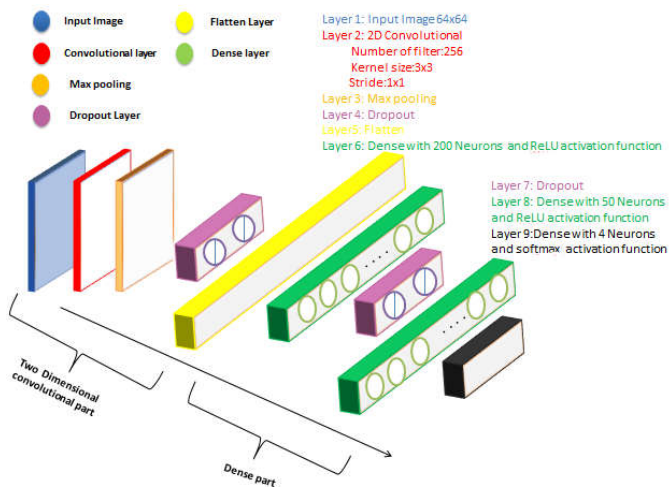 Input Image
Flatten Layer
Convolutional layer
Dense layer
Max pooling
Dropout Layer
Layer 1: Input Image 64x64
Layer 2: 2D Convolutional
Number of filter:256
Kernel size:3x3
Stride:1x1
Layer 3: Max pooling
Layer 4: Dropout
Layer5: Flatten
Layer 6: Dense with 200 Neurons and ReLU activation function
Layer 7: Dropout
Layer 8: Dense with 50 Neurons
and ReLU activation function
Layer 9:Dense with 4 Neurons
and softmax activation function
Two Dimensional
convolutional part
Dense part